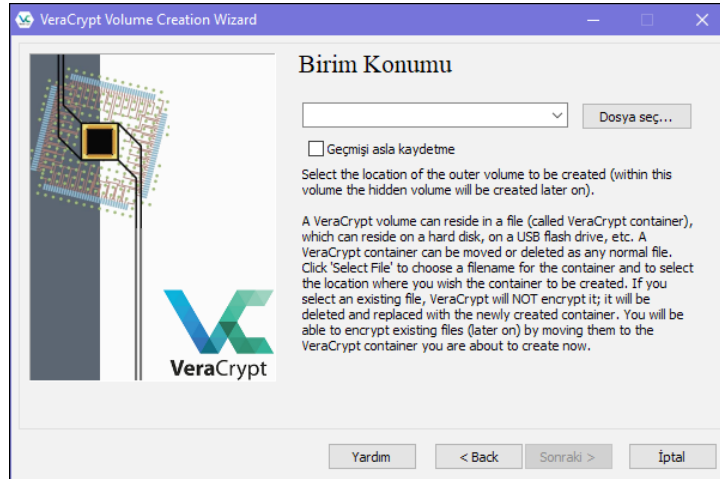 VeraCrypt Volume Creation Wizard
Birim Konumu
Dosya seç...
Geçmişi asla kaydetme
Select the location of the outer volume to be created (within this
volume the hidden volume will be created later on).
A VeraCrypt volume can reside in a file (called VeraCrypt container),
which can reside on a hard disk, on a USB flash drive, etc. A
VeraCrypt container can be moved or deleted as any normal file.
Click 'Select File' to choose a filename for the container and to select
the location where you wish the container to be created. If you
select an existing file, VeraCrypt will NOT encrypt it; it will be
deleted and replaced with the newly created container. You will be
able to encrypt existing files (later on) by moving them to the
VeraCrypt container you are about to create now.
VeraCrypt
Yardım
< Back
Sonraki >
İptal